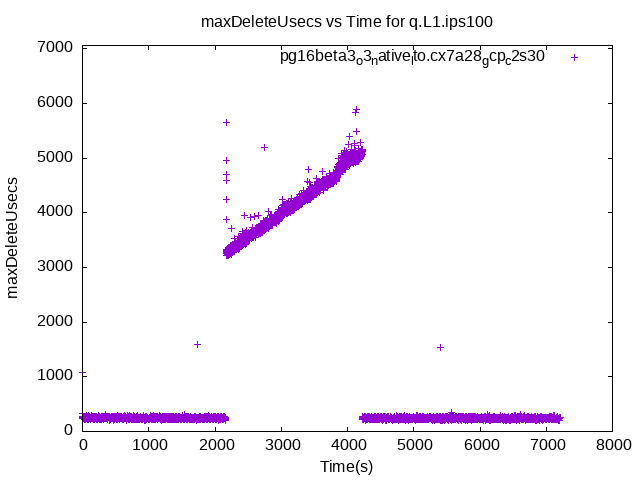 maxDeleteUsecs vs Time for q.L1.ips100
pg16beta3_o3_native_lto.cx7a28_gcp_c2s30
7000
6000
5000
4000
3000
2000
1000
0
maxDeleteUsecs
0 1000 2000 3000 4000 5000 6000 7000 8000
Time(s)